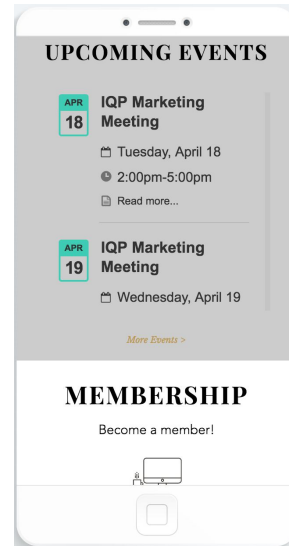 UPCOMING EVENTS
APR
18
IQP Marketing
Meeting
Tuesday, April 18
2:00pm-5:00pm
Read more...
APR
19
IQP Marketing
Meeting
Wednesday, April 19
More Events >
MEMBERSHIP
Become a member!